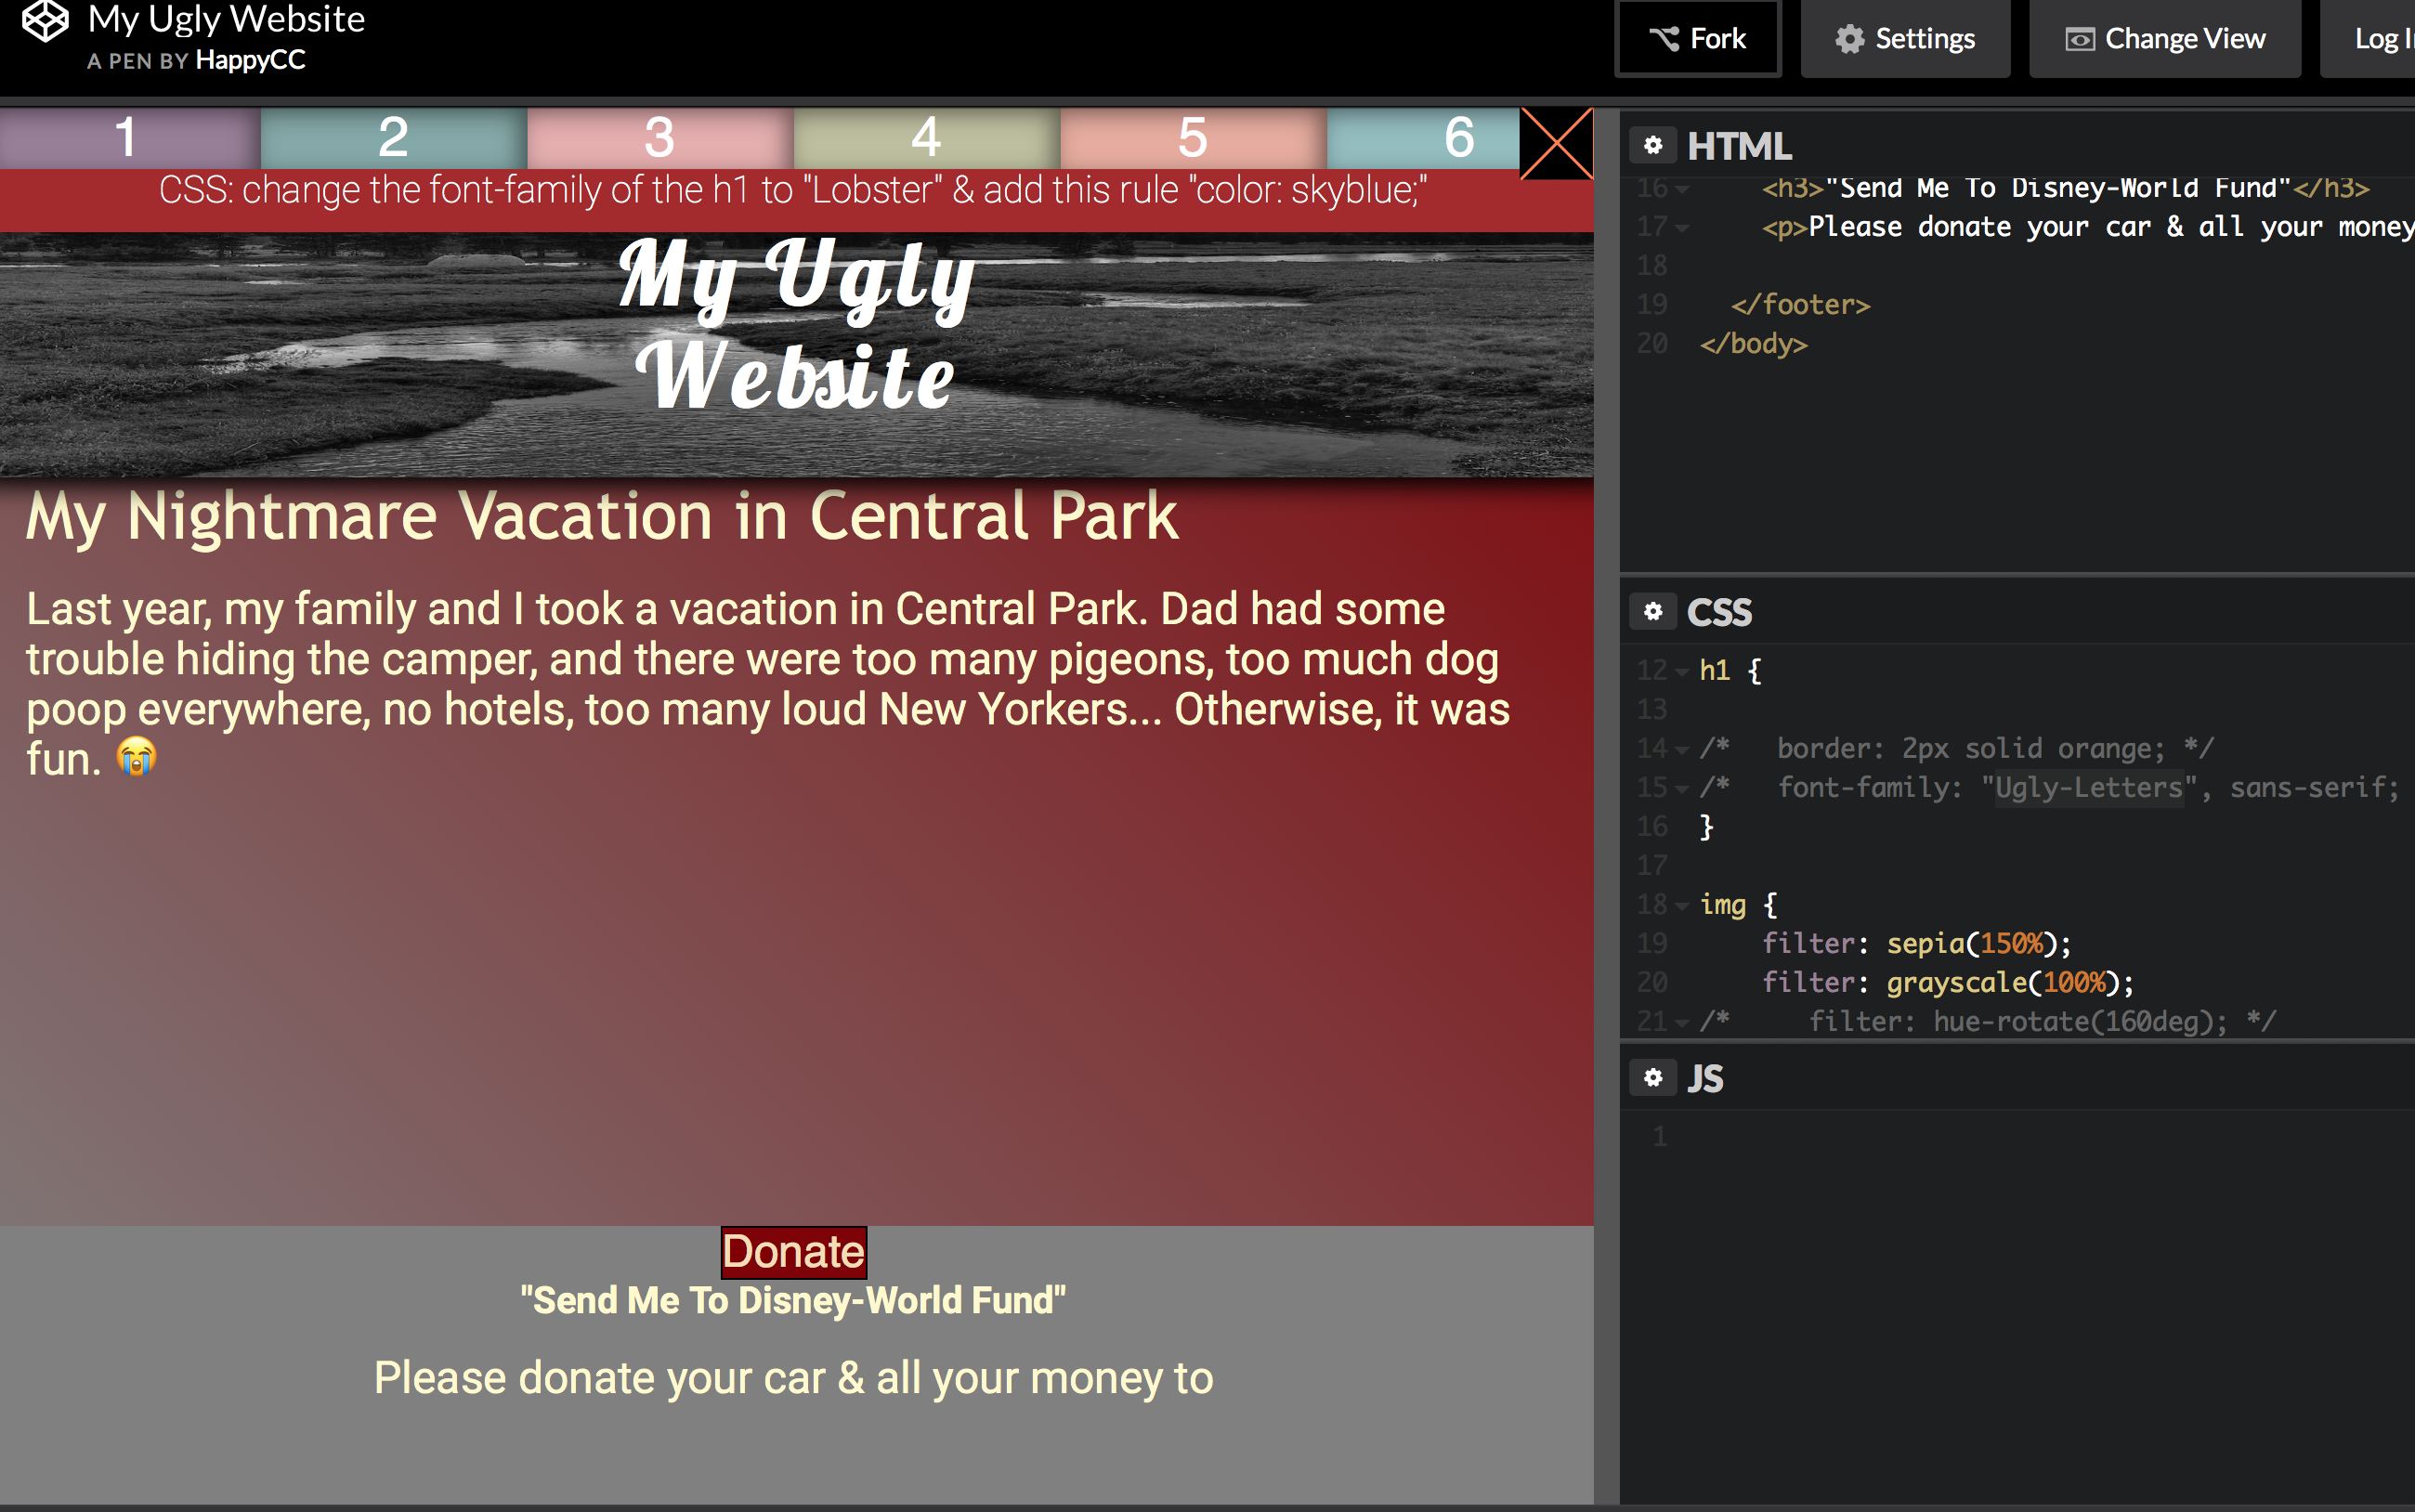 My Ugly Website
A PEN BY HappyCC
Fork
Settings
Change View
Log
1
2
3
4
5
6
CSS: change the font-family of the h1 to "Lobster" & add this rule "color: skyblue;"
My Ugly
Website
My Nightmare Vacation in Central Park
Last year, my family and I took a vacation in Central Park. Dad had some
trouble hiding the camper, and there were too many pigeons, too much dog
poop everywhere, no hotels, too many loud New Yorkers... Otherwise, it was
fun. 😭
Donate
"Send Me To Disney-World Fund"
Please donate your car & all your money to
HTML
16 <h3>"Send Me To Disney-World Fund"</h3>
17 <p>Please donate your car & all your money
18
19 </footer>
20 </body>
CSS
12 h1 {
13
14 /* border: 2px solid orange; */
15 /* font-family: "Ugly-Letters", sans-serif;
16 }
17
18 img {
19 filter: sepia(150%);
20 filter: grayscale(100%);
21 /* filter: hue-rotate(160deg); */
JS
1